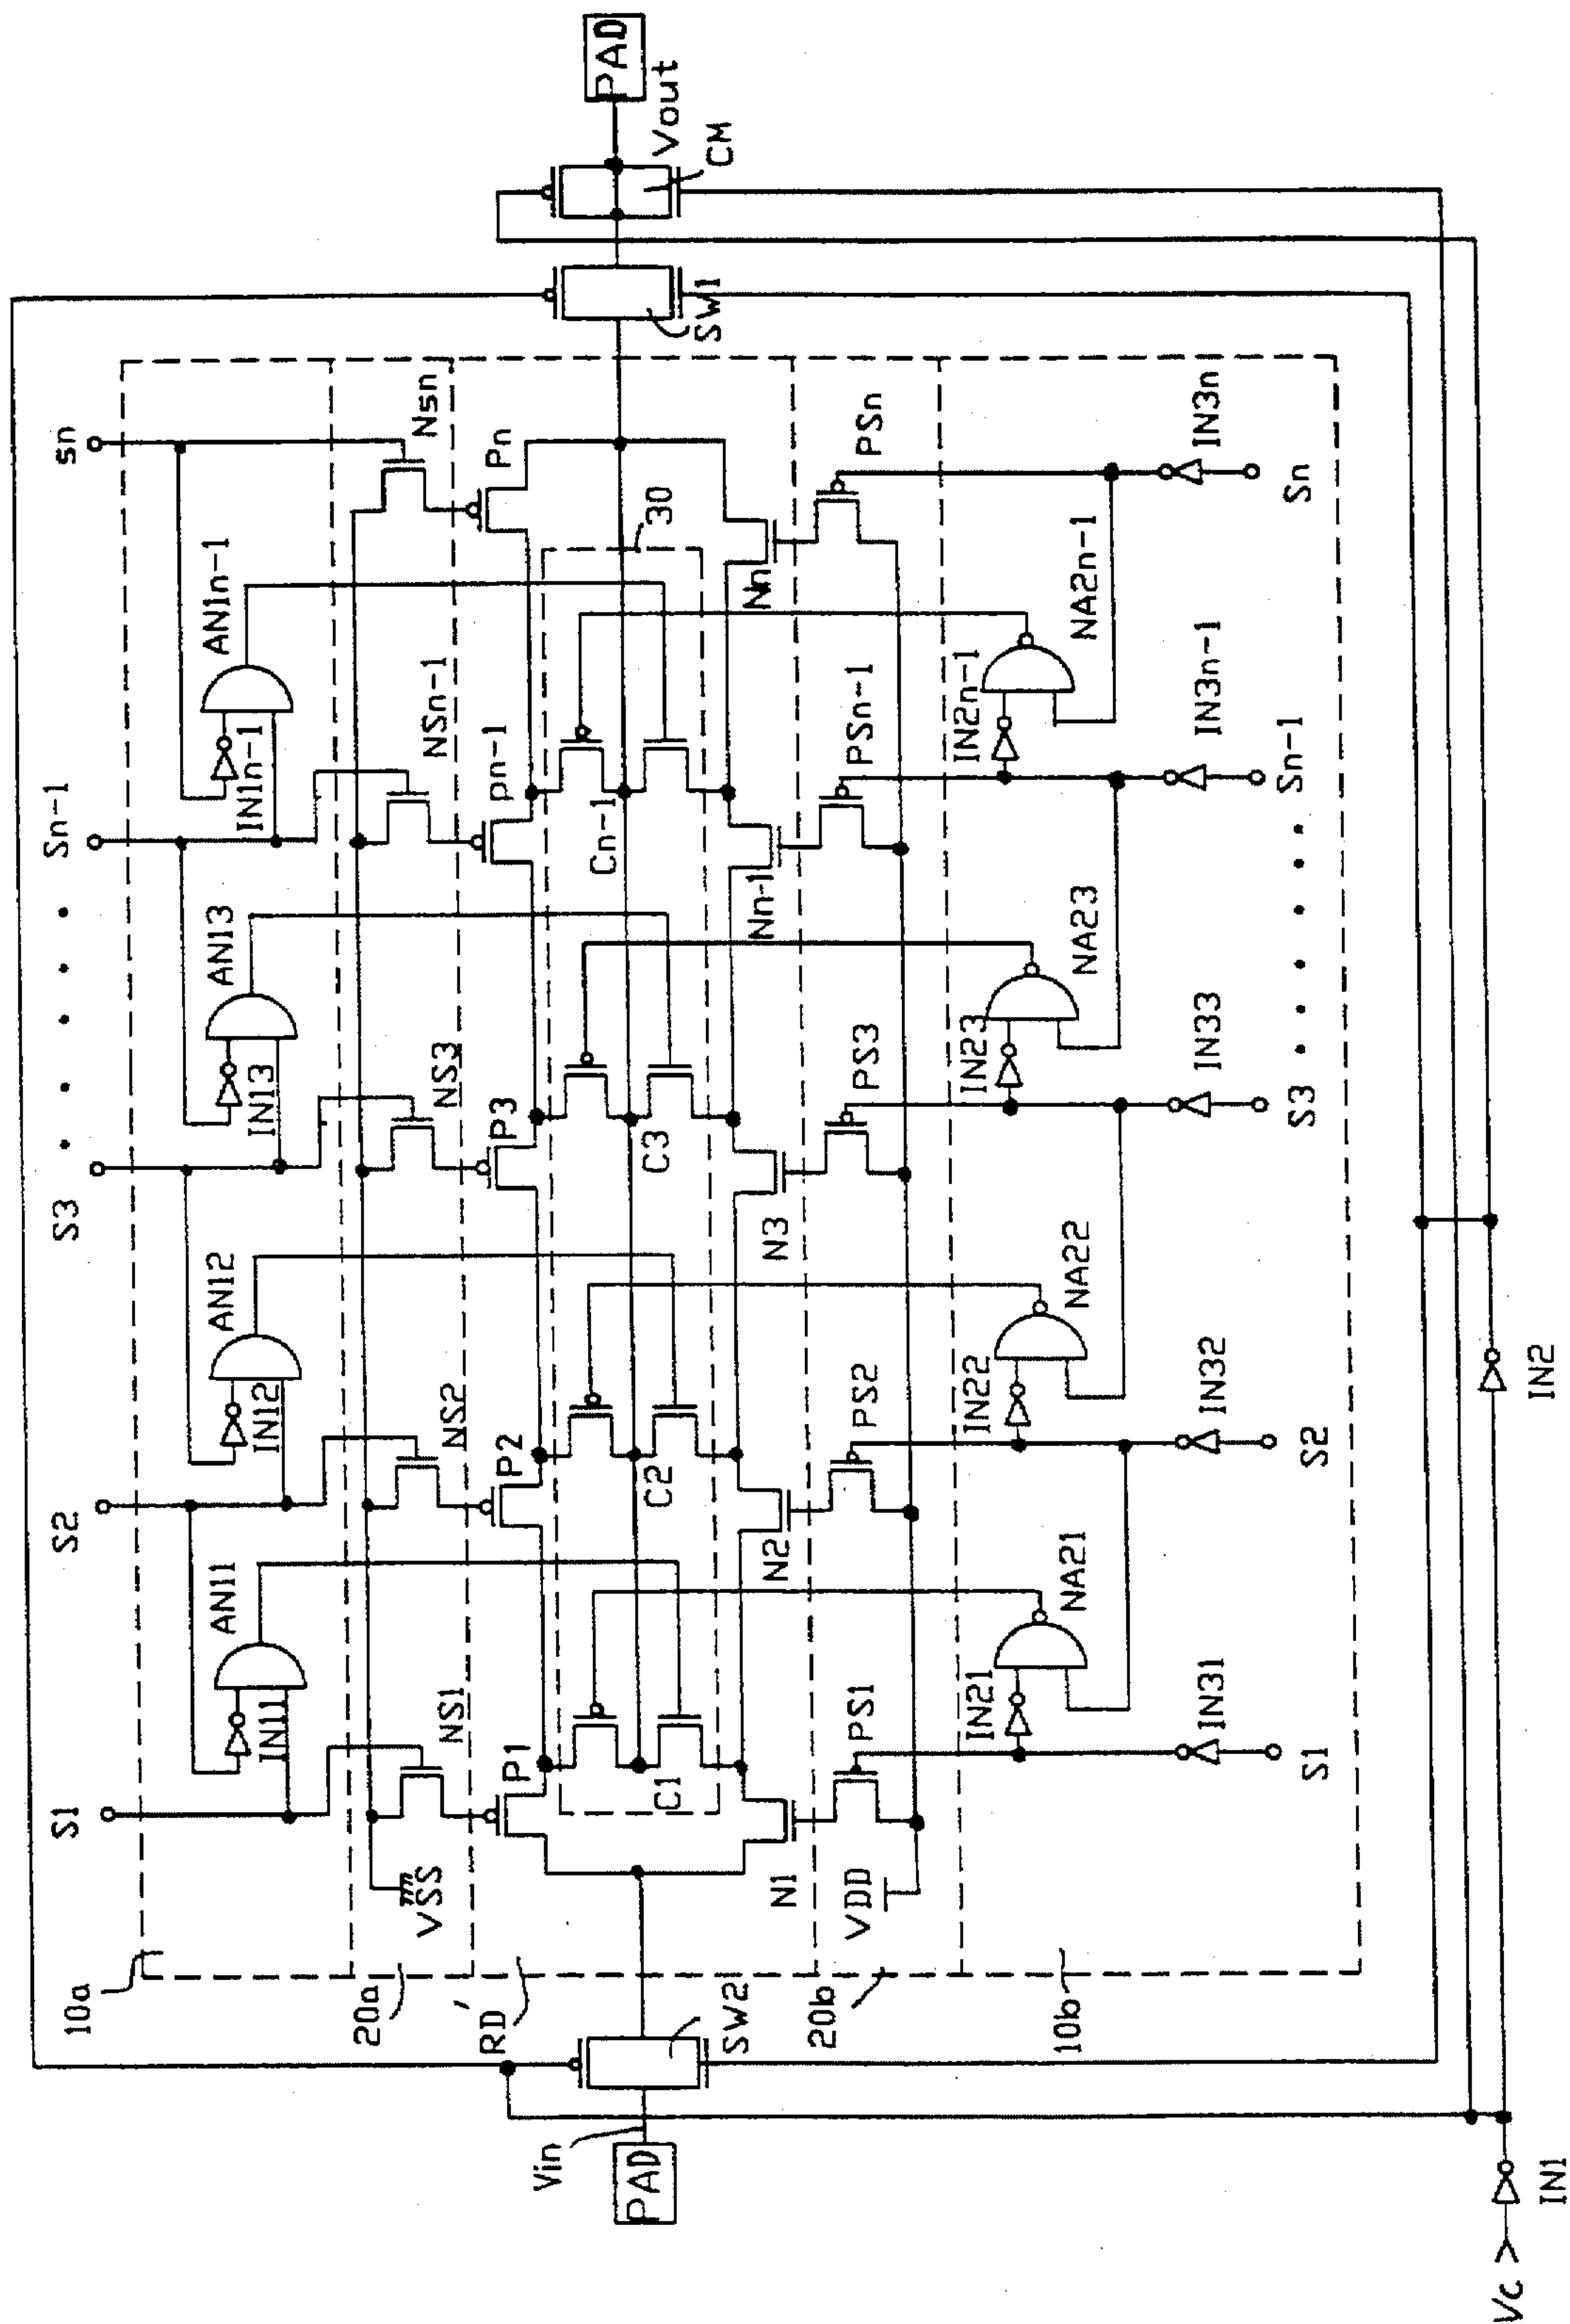 PAD
Vout
CM
SW1
sn
Nsn
Pn
30
Nn
PSn
IN3n
Sn
AN1n-1
IN1n-1
NSn-1
pn-1
Cn-1
Nn-1
PSn-1
IN2n-1
NA2n-1
IN3n-1
Sn-1
Sn-1
AN13
IN13
NS3
P3
C3
N3
PS3
IN23
NA23
IN33
S3
S3
AN12
IN12
NS2
P2
C2
N2
PS2
IN22
NA22
IN32
S2
S2
AN11
IN11
NS1
P1
C1
N1
PS1
IN21
NA21
IN31
S1
S1
VSS
VDD
10a
20a
RD'
SW2
20b
10b
Vin
PAD
IN2
IN1
Vc